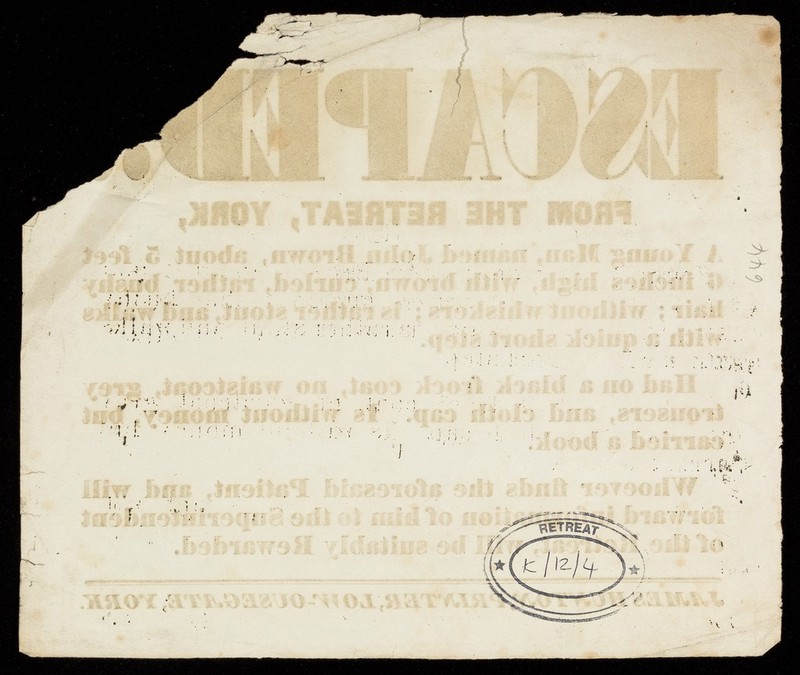 ESCAPED.
FROM THE RETREAT, YORK,
A Young Man, named John Brown, about 5 feet
6 inches high, with brown, curled, rather bushy
hair; without whiskers; is rather stout, and walks
with a quick short step.
Had on a black frock coat, no waistcoat, grey
trousers, and cloth cap. Is without money, but
carried a book.
Whoever finds the aforesaid Patient, and will
forward information of him to the Superintendent
of the Retreat, will be suitably Rewarded.
JAMES HUNTON, PRINTER, LOW-OUSEGATE, YORK.
RETREAT
K/12/4
644